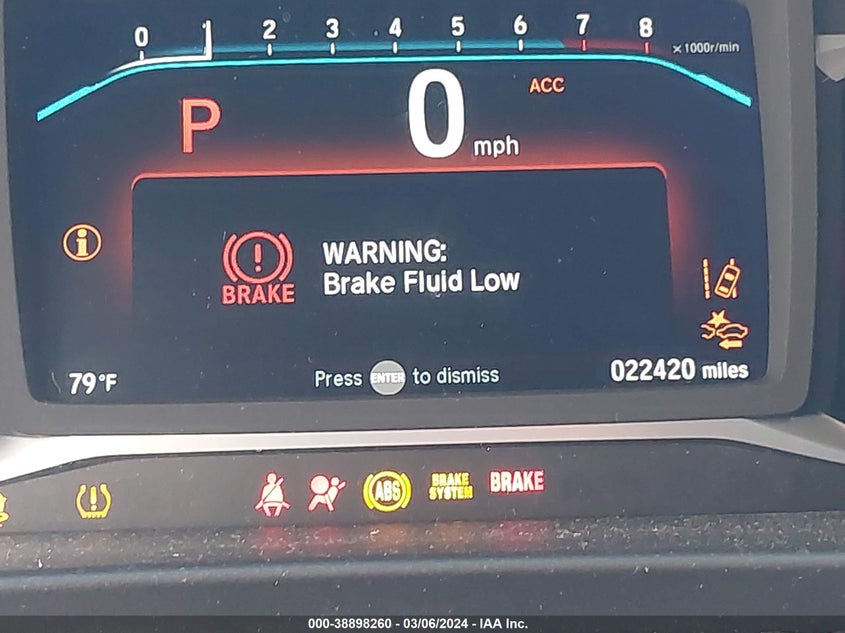 0 1 2 3 4 5 6 7 8 x1000r/min
ACC
P 0 mph
WARNING:
BRAKE Brake Fluid Low
79°F Press ENTER to dismiss 022420 miles
ABS BRAKE SYSTEM BRAKE
000-38898260 - 03/06/2024 - IAA Inc.